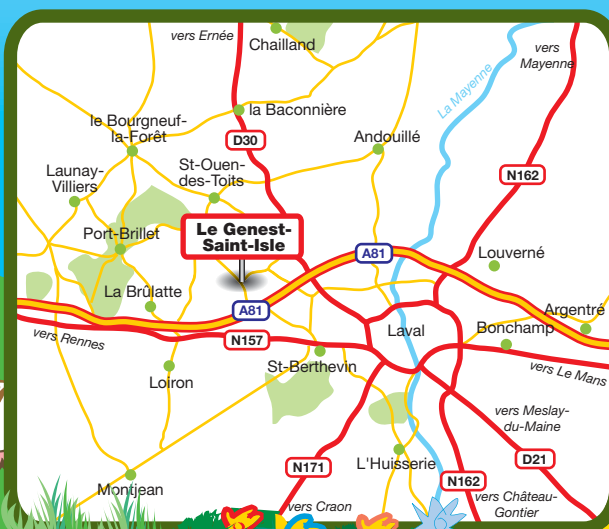 vers Ernée
Chailland
vers
Mayenne
La Mayenne
la Baconnière
le Bourgneuf-
la-Forêt
D30
Andouillé
St-Ouen-
des-Toits
Launay-
Villiers
N162
Port-Brillet
Le Genest-
Saint-Isle
A81
Louverné
La Brûlatte
A81
Argentré
Laval
Bonchamp
vers Rennes
N157
St-Berthevin
vers Le Mans
Loiron
vers Meslay-
du-Maine
N171
L'Huisserie
D21
N162
Montjean
vers Craon
vers Château-
Gontier